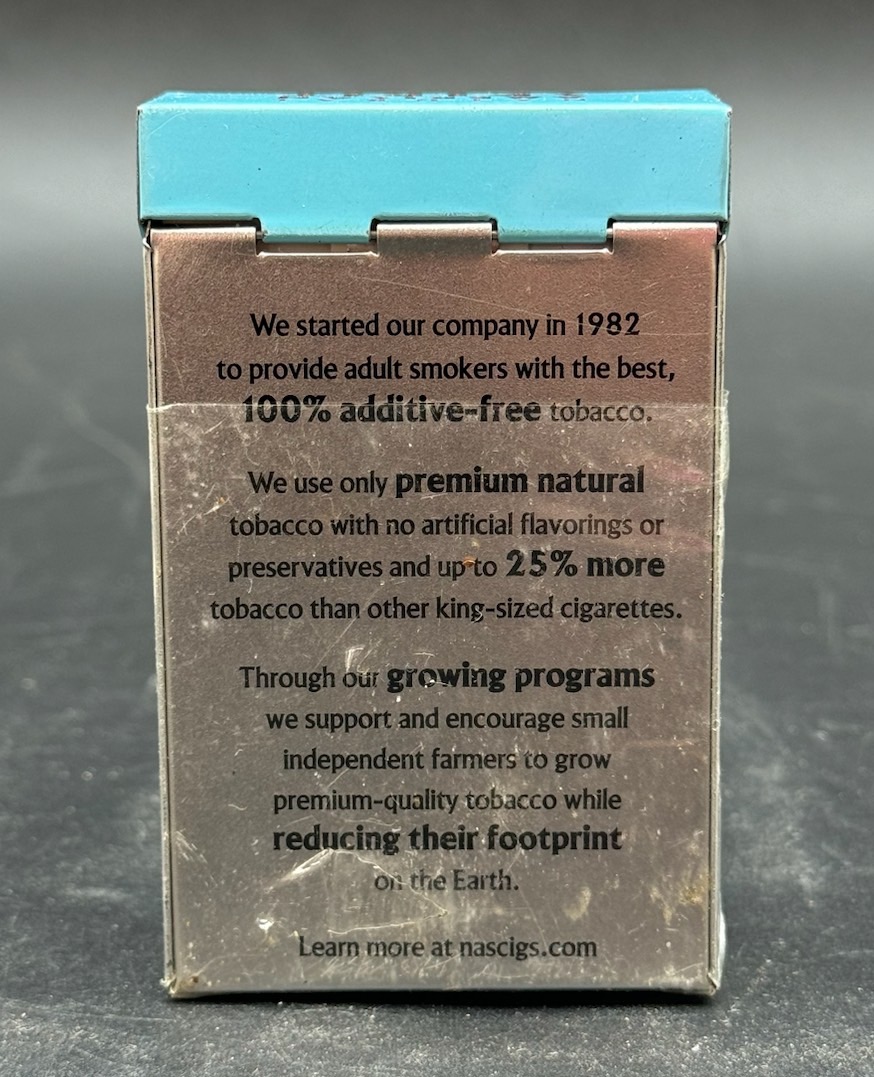 We started our company in 1982
to provide adult smokers with the best,
100% additive-free tobacco.
We use only premium natural
tobacco with no artificial flavorings or
preservatives and up to 25% more
tobacco than other king-sized cigarettes.
Through our growing programs
we support and encourage small
independent farmers to grow
premium-quality tobacco while
reducing their footprint
on the Earth.
Learn more at nascigs.com